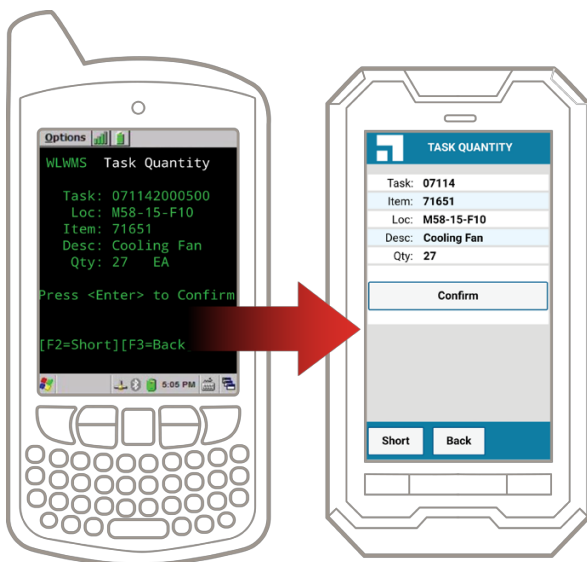 Options
WLWMS Task Quantity
Task: 071142000500
Loc: M58-15-F10
Item: 71651
Desc: Cooling Fan
Qty: 27 EA
Press <Enter> to Confirm
[F2=Short][F3=Back
5:05 PM
TASK QUANTITY
Task: 07114
Item: 71651
Loc: M58-15-F10
Desc: Cooling Fan
Qty: 27
Confirm
Short Back